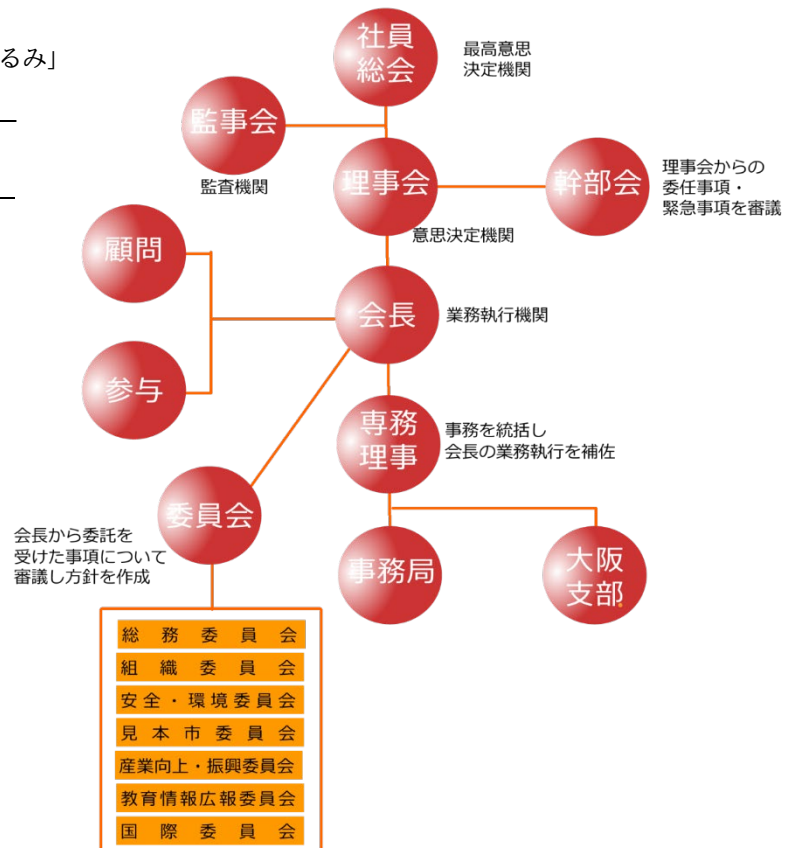 社員
総会
最高意思
決定機関
るみ」
監事会
監査機関
理事会
意思決定機関
幹部会
理事会からの
委任事項・
緊急事項を審議
顧問
会長
業務執行機関
参与
専務
理事
事務を統括し
会長の業務執行を補佐
委員会
会長から委託を
受けた事項について
審議し方針を作成
事務局
大阪
支部
総務委員会
組織委員会
安全・環境委員会
見本市委員会
産業向上・振興委員会
教育情報広報委員会
国際委員会